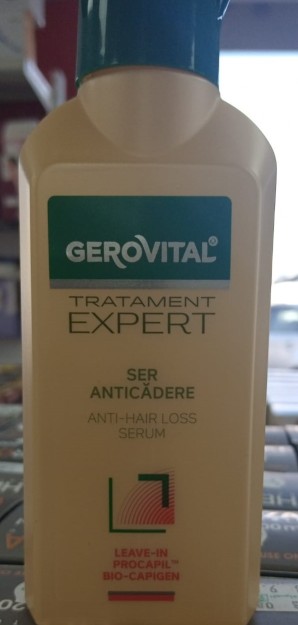 GEROVITAL®
TRATAMENT
EXPERT
SER
ANTICĂDERE
ANTI-HAIR LOSS
SERUM
LEAVE-IN
PROCAPIL™
BIO-CAPIGEN